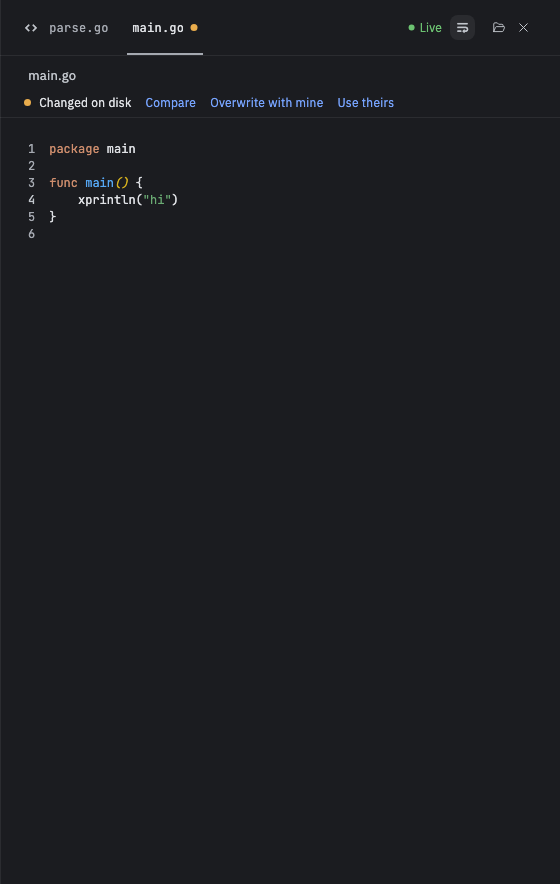 parse.go main.go Live
main.go
Changed on disk Compare Overwrite with mine Use theirs
1 package main
2
3 func main() {
4     xprintln("hi")
5 }
6